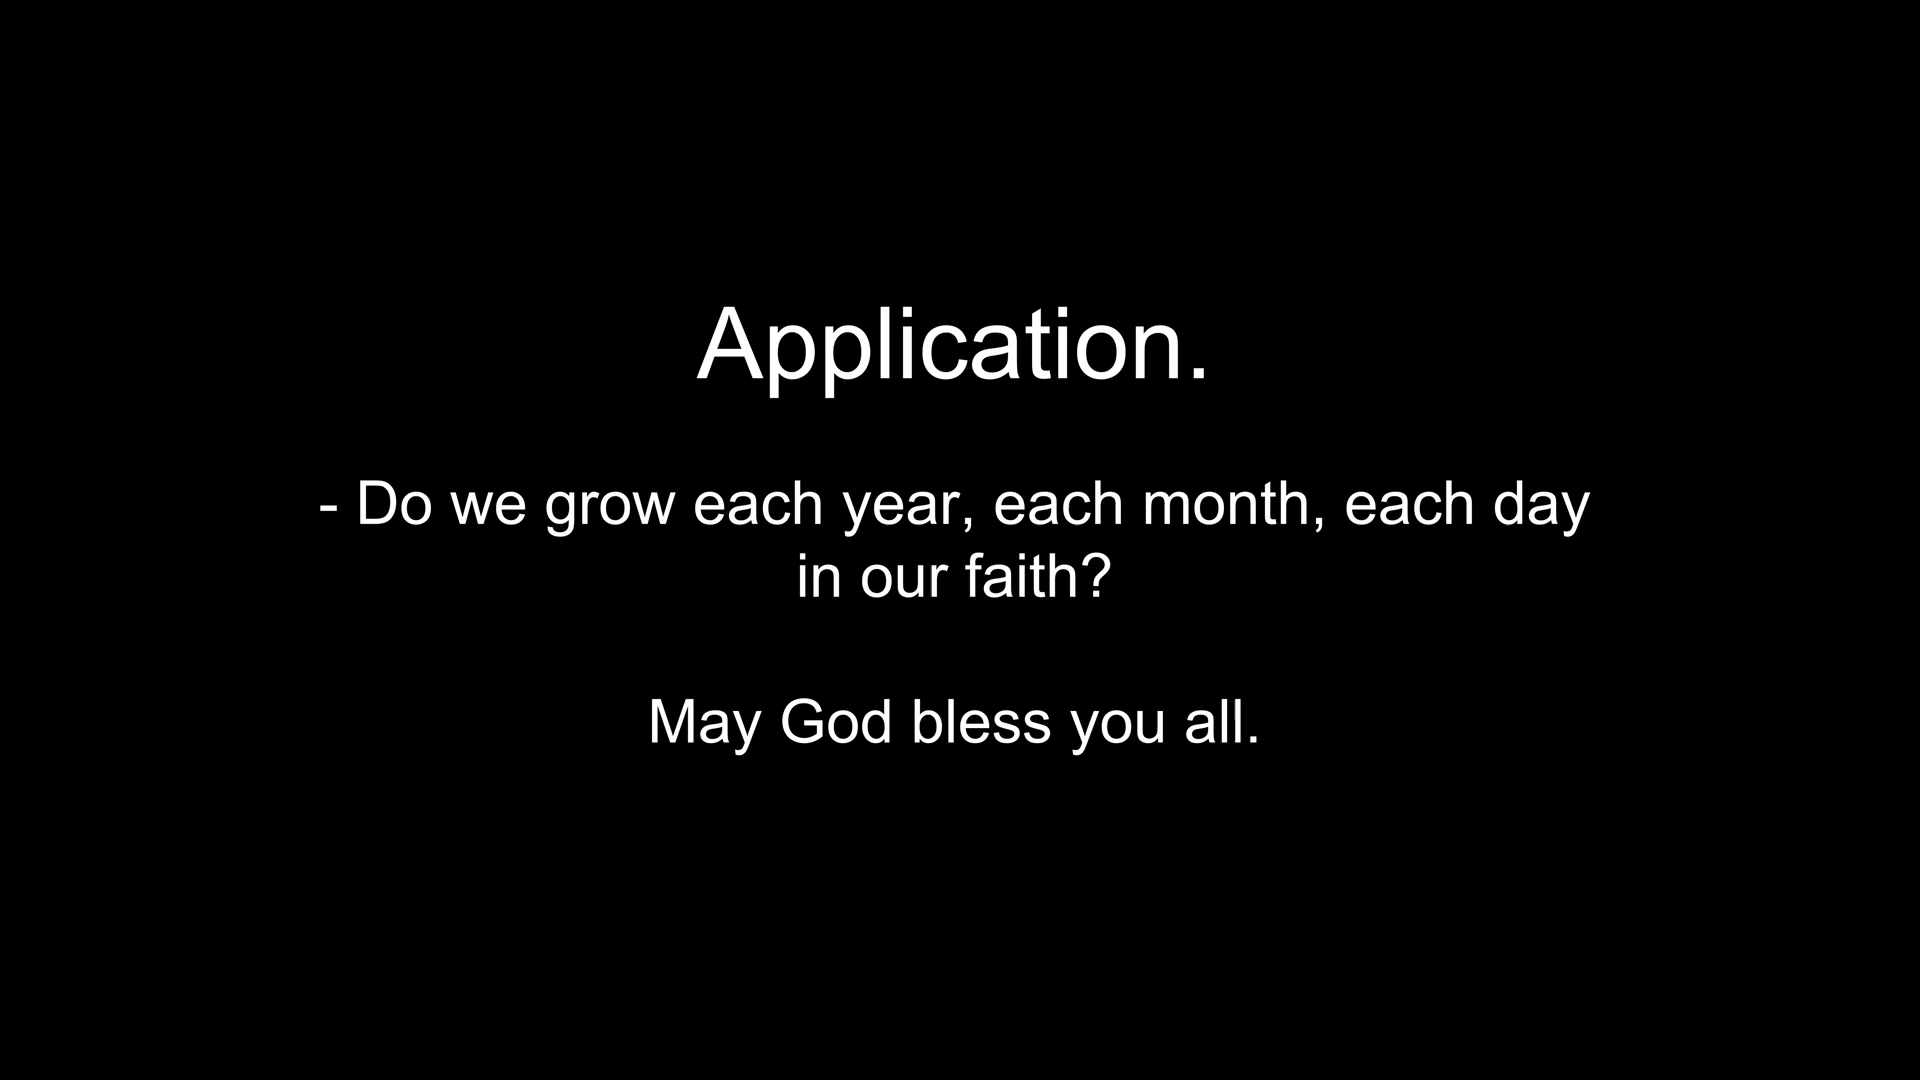 Application.
- Do we grow each year, each month, each day
in our faith?
May God bless you all.